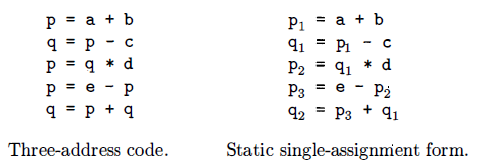 p = a + b
q = p - c
p = q * d
p = e - p
q = p + q
Three-address code.
p₁ = a + b
q₁ = p₁ - c
p₂ = q₁ * d
p₃ = e - p₂
q₂ = p₃ + q₁
Static single-assignment form.